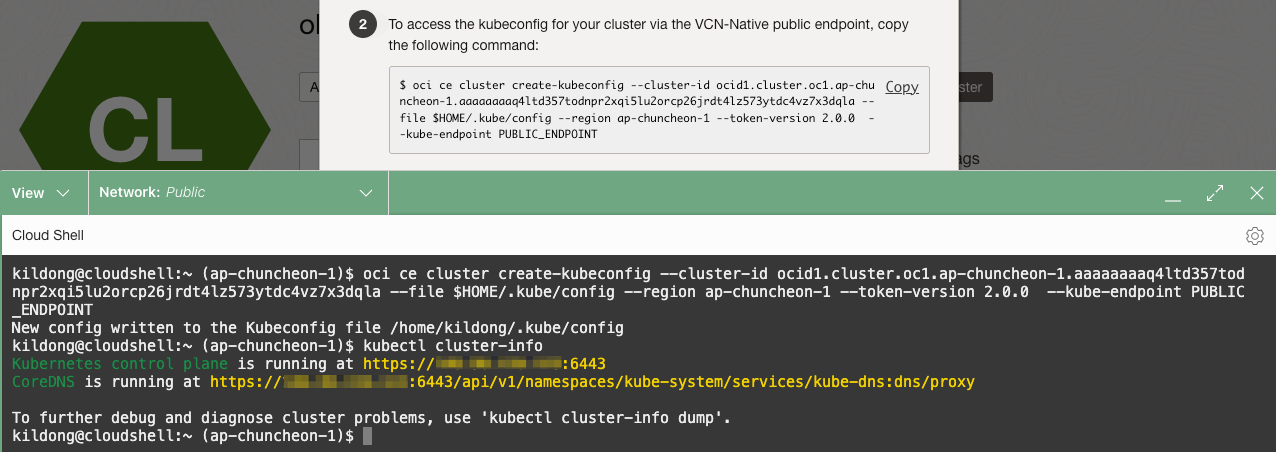 ol
2 To access the kubeconfig for your cluster via the VCN-Native public endpoint, copy
the following command:
$ oci ce cluster create-kubeconfig --cluster-id ocid1.cluster.oc1.ap-chu
ncheon-1.aaaaaaaaq4ltd357todnpr2xqi5lu2orcp26jrdt4lz573ytdc4vz7x3dqla --
file $HOME/.kube/config --region ap-chuncheon-1 --token-version 2.0.0  -
-kube-endpoint PUBLIC_ENDPOINT
Copy
A
ster
CL
ags
View
Network: Public
Cloud Shell
kildong@cloudshell:~ (ap-chuncheon-1)$ oci ce cluster create-kubeconfig --cluster-id ocid1.cluster.oc1.ap-chuncheon-1.aaaaaaaaq4ltd357tod
npr2xqi5lu2orcp26jrdt4lz573ytdc4vz7x3dqla --file $HOME/.kube/config --region ap-chuncheon-1 --token-version 2.0.0  --kube-endpoint PUBLIC
_ENDPOINT
New config written to the Kubeconfig file /home/kildong/.kube/config
kildong@cloudshell:~ (ap-chuncheon-1)$ kubectl cluster-info
Kubernetes control plane is running at https:// :6443
CoreDNS is running at https:// :6443/api/v1/namespaces/kube-system/services/kube-dns:dns/proxy
To further debug and diagnose cluster problems, use 'kubectl cluster-info dump'.
kildong@cloudshell:~ (ap-chuncheon-1)$